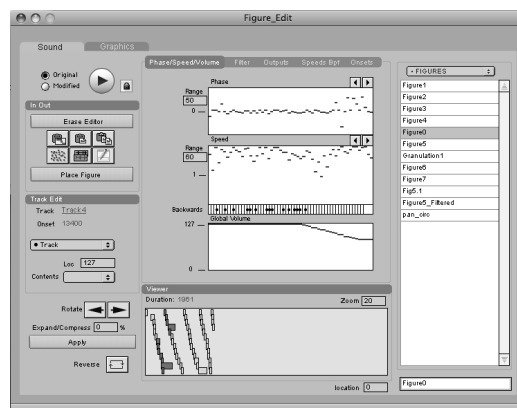 Figure_Edit
Sound Graphics
Original
Modified
In Out
Erase Editor
Place Figure
Track Edit
Track Track4
Onset 13400
Track
Loc 127
Contents
Rotate
Expand/Compress 0 %
Apply
Reverse
Phase/Speed/Volume Filter Outputs Speeds Bpf Onsets
Phase
Range
60
0
Speed
Range
60
1
Backwards
Global Volume
127
0
Viewer
Duration: 1961 Zoom 20
location 0
- FIGURES
Figure1
Figure2
Figure3
Figure4
Figure0
Figure5
Granulation1
Figure6
Figure7
Fig5.1
Figure5_Filtered
pan_circ
Figure0